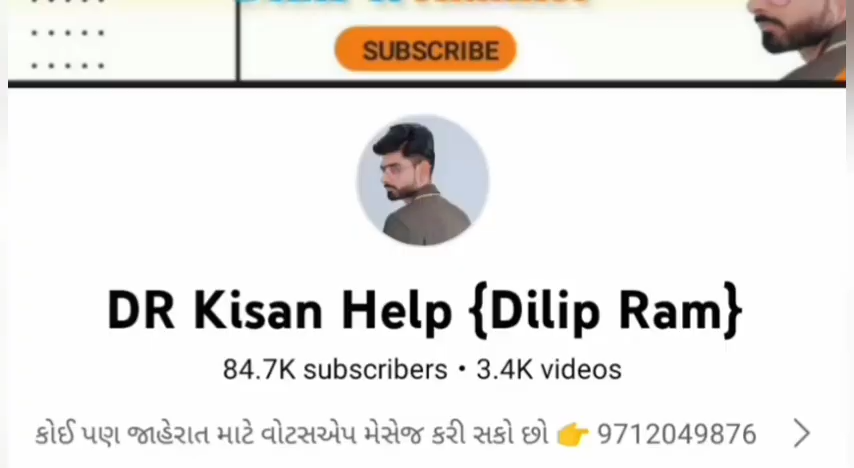 SUBSCRIBE
DR Kisan Help {Dilip Ram}
84.7K subscribers • 3.4K videos
કોઈ પણ જાહેરાત માટે વોટસએપ મેસેજ કરી સકો છો 👉 9712049876